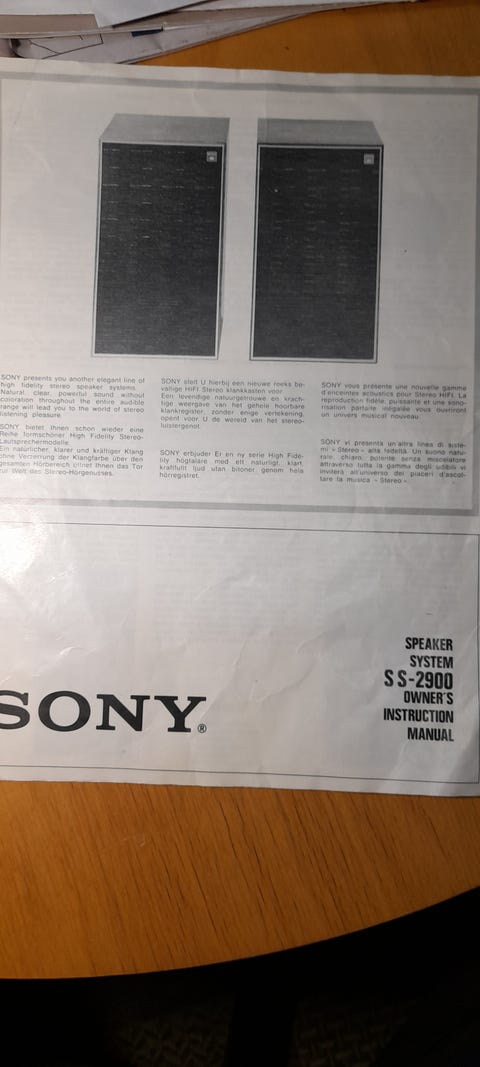 SONY presents you another elegant line of
high fidelity stereo speaker systems.
Natural, clear, powerful sound without
coloration throughout the entire audible
range will lead you to the world of stereo
listening pleasure.
SONY bietet Ihnen schon wieder eine
Reihe formschöner High Fidelity Stereo-
Lautsprechermodelle.
Ein natürlicher, klarer und kräftiger Klang
ohne Verzerrung der Klangfarbe über den
gesamten Hörbereich öffnet Ihnen das Tor
zur Welt des Stereo-Hörgenusses.
SONY stelt U hierbij een nieuwe reeks be-
vallige HIFI Stereo klankkasten voor.
Een levendige natuurgetrouwe en krach-
tige weergave van het gehele hoorbare
klankregister, zonder enige vertekening,
opent voor U de wereid van het stereo-
luistergenot.
SONY erbjuder Er en ny serie High Fide-
lity högtalare med ett naturligt, klart,
kraftfullt ljud utan bitoner genom hela
hörregistret.
SONY vous présente une nouvelle gamme
d'enceintes acoustics pour Stereo HIFI. La
reproduction fidèle, puissante et une sono-
risation parfaite inégalée vous ouvriront
un univers musical nouveau.
SONY vi presenta un'altra linea di siste-
mi « Stereo » alta fedeltà. Un suono natu-
rale, chiaro, potente senza miscelatore
attraverso tutta la gamma degli udibili vi
inviterà all'universo dei piaceri d'ascol-
tare la musica « Stereo ».
SONY®
SPEAKER
SYSTEM
SS-2900
OWNER'S
INSTRUCTION
MANUAL